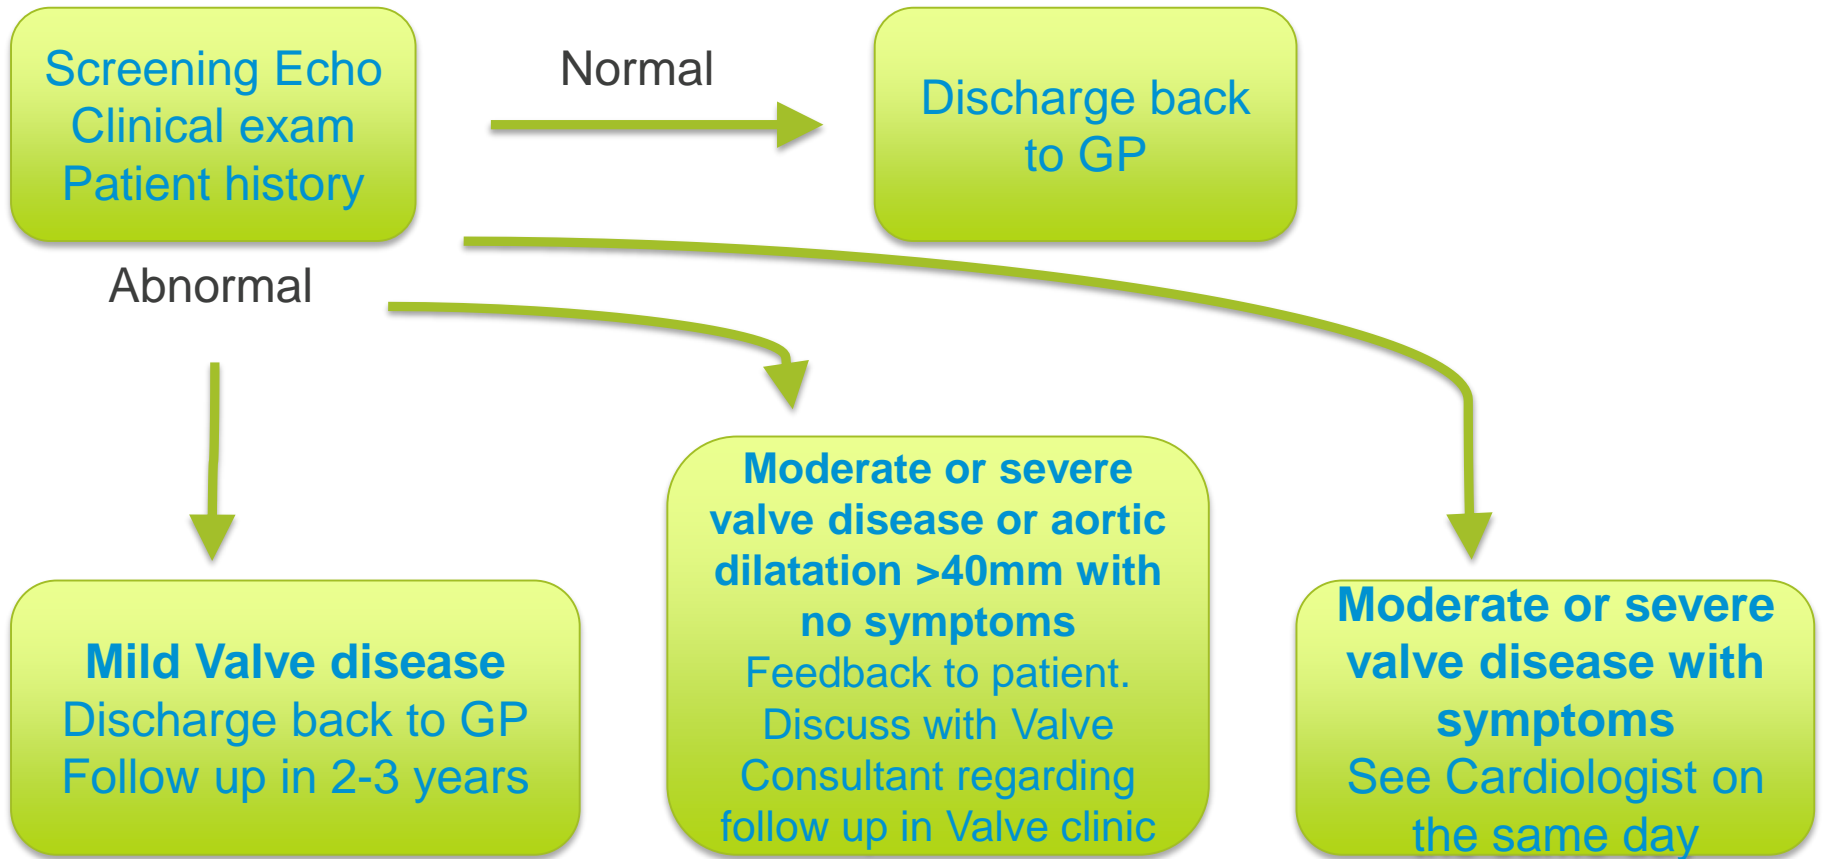 Screening Echo
Clinical exam
Patient history
Normal
Discharge back
to GP
Abnormal
Mild Valve disease
Discharge back to GP
Follow up in 2-3 years
Moderate or severe
valve disease or aortic
dilatation >40mm with
no symptoms
Feedback to patient.
Discuss with Valve
Consultant regarding
follow up in Valve clinic
Moderate or severe
valve disease with
symptoms
See Cardiologist on
the same day